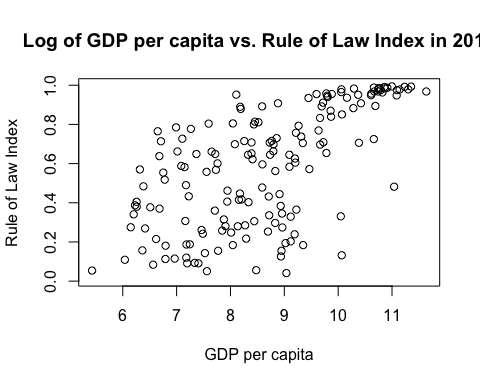 Log of GDP per capita vs. Rule of Law Index in 201
Rule of Law Index
1.0
0.8
0.6
0.4
0.2
0.0
6 7 8 9 10 11
GDP per capita